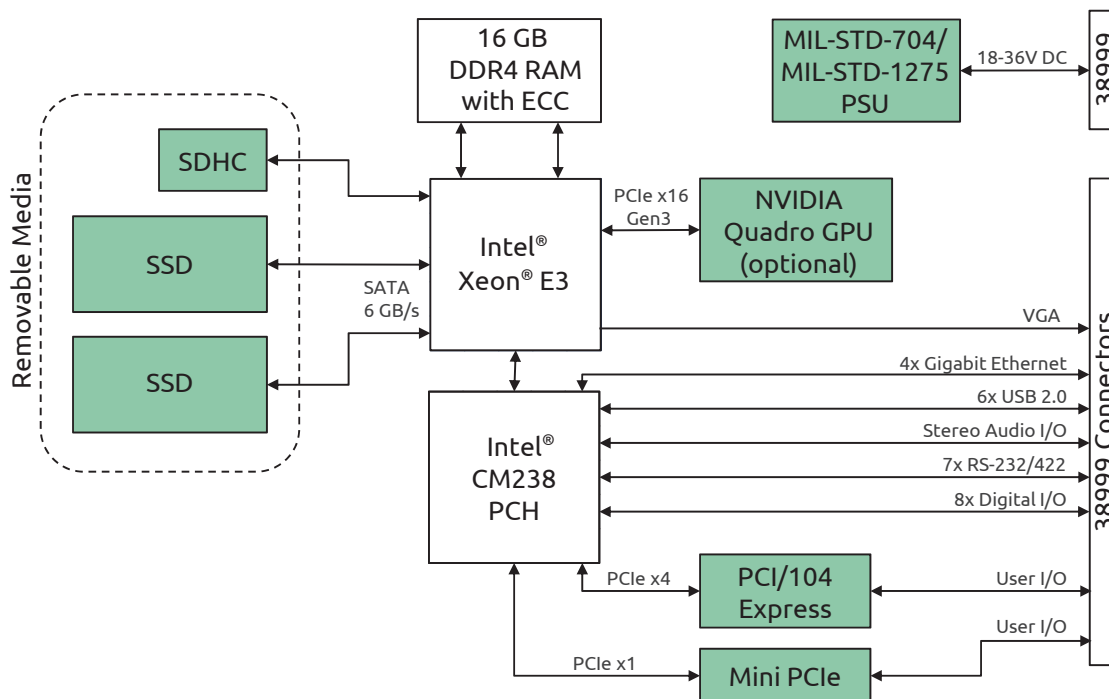 16 GB
DDR4 RAM
with ECC
MIL-STD-704/
MIL-STD-1275
PSU
18-36V DC
38999
Removable Media
SDHC
SSD
SSD
SATA
6 GB/s
Intel®
Xeon® E3
PCIe x16
Gen3
NVIDIA
Quadro GPU
(optional)
VGA
4x Gigabit Ethernet
6x USB 2.0
Stereo Audio I/O
7x RS-232/422
8x Digital I/O
38999 Connectors
Intel®
CM238
PCH
PCIe x4
PCI/104
Express
User I/O
User I/O
PCIe x1
Mini PCIe